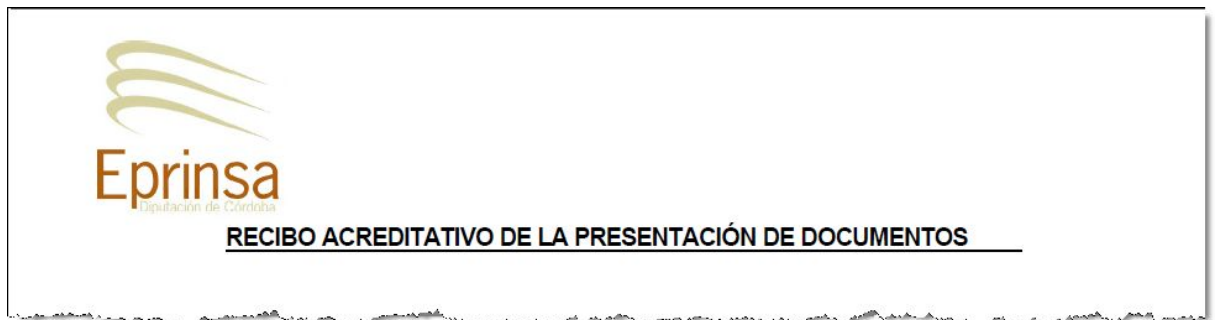 Eprinsa
Diputación de Córdoba
RECIBO ACREDITATIVO DE LA PRESENTACIÓN DE DOCUMENTOS